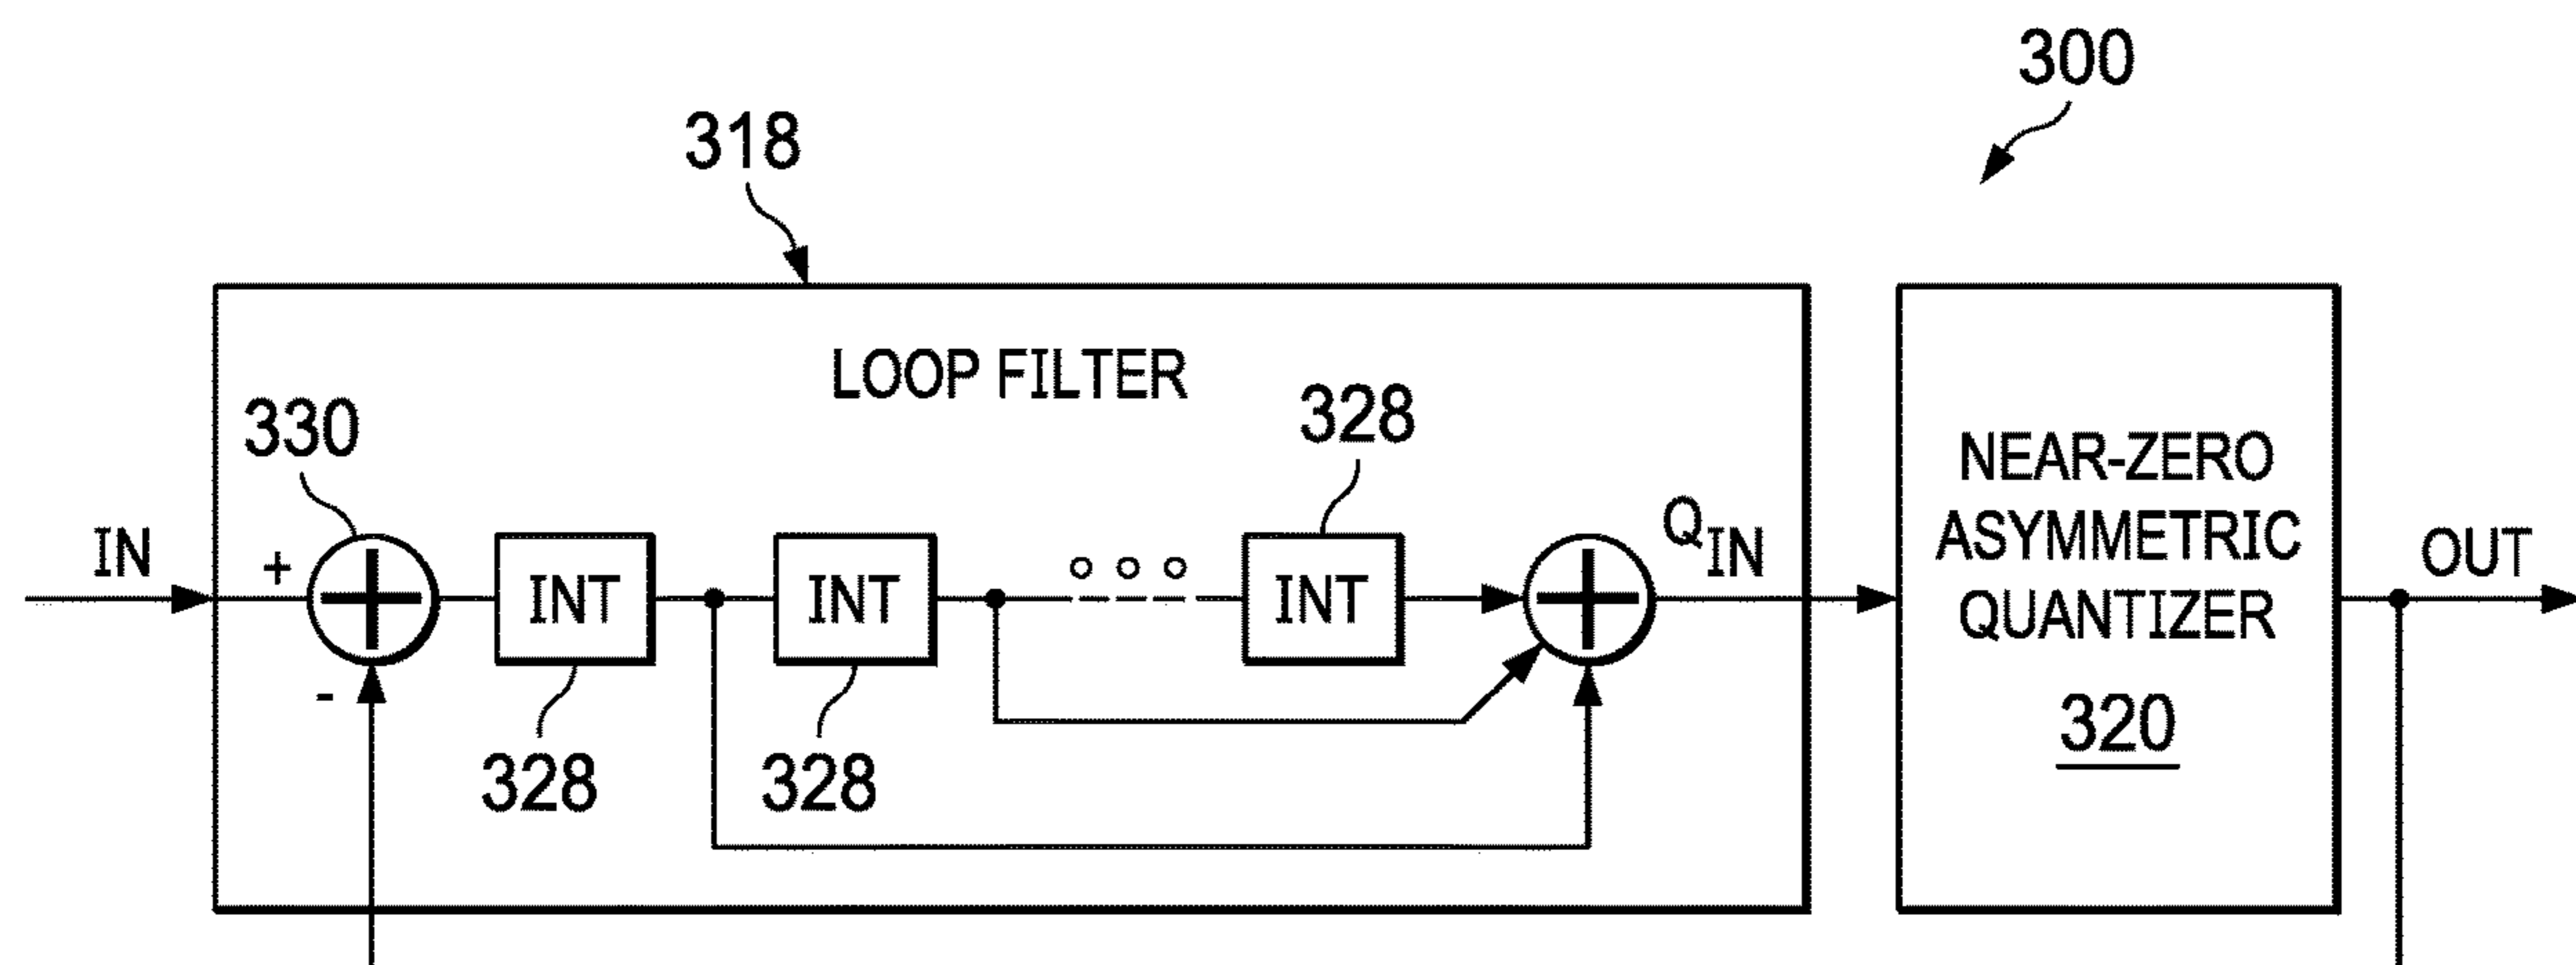 300
318
LOOP FILTER
328
330
NEAR-ZERO
ASYMMETRIC
QUANTIZER
320
IN
+
INT
INT
INT
QIN
OUT
-
328
328